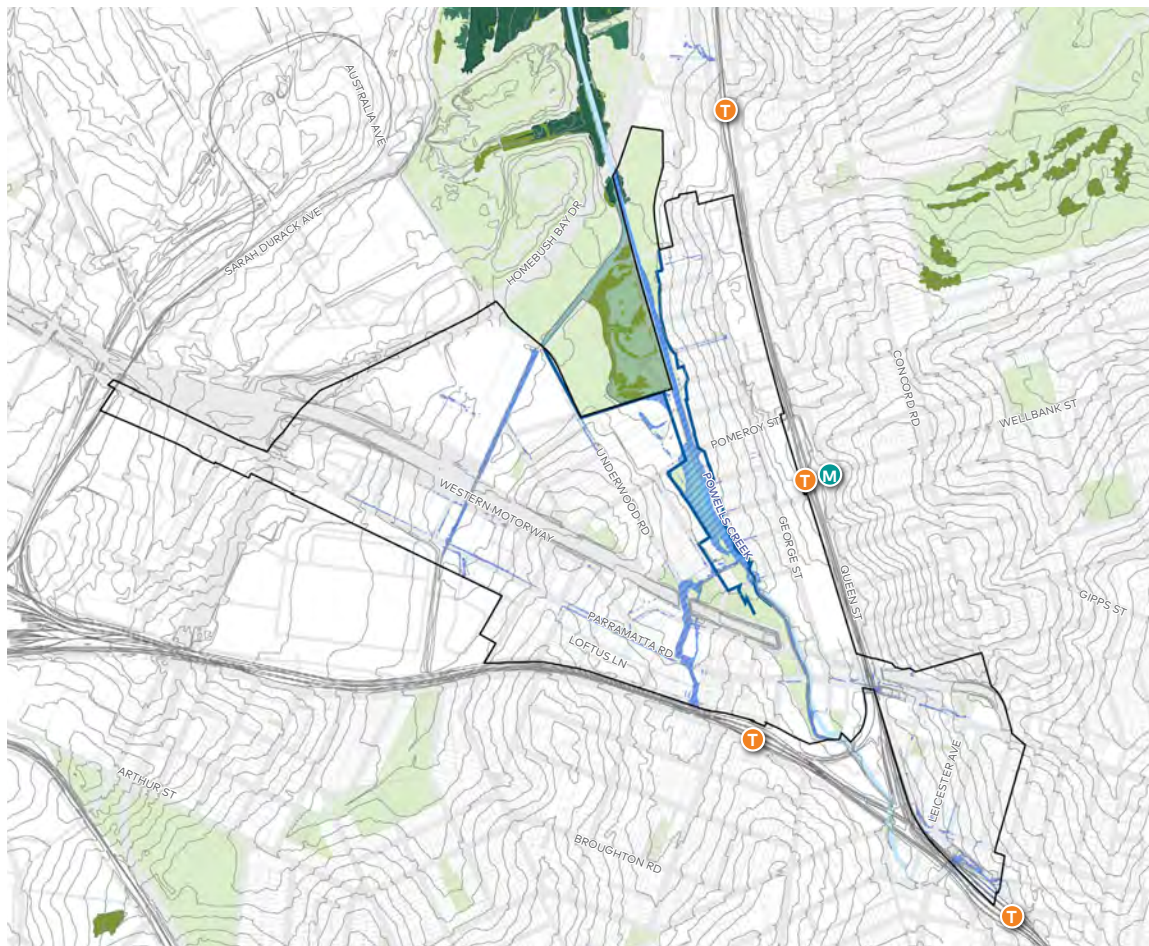 AUSTRALIA AVE
T
SARAH DURACK AVE
HOMEBUSH BAY DR
CONCORD RD
WELLBANK ST
POMEROY ST
T
M
UNDERWOOD RD
POWELLS CREEK
WESTERN MOTORWAY
GEORGE ST
QUEEN ST
GIPPS ST
PARRAMATTA RD
LOFTUS LN
T
LEICESTER AVE
ARTHUR ST
BROUGHTON RD
T